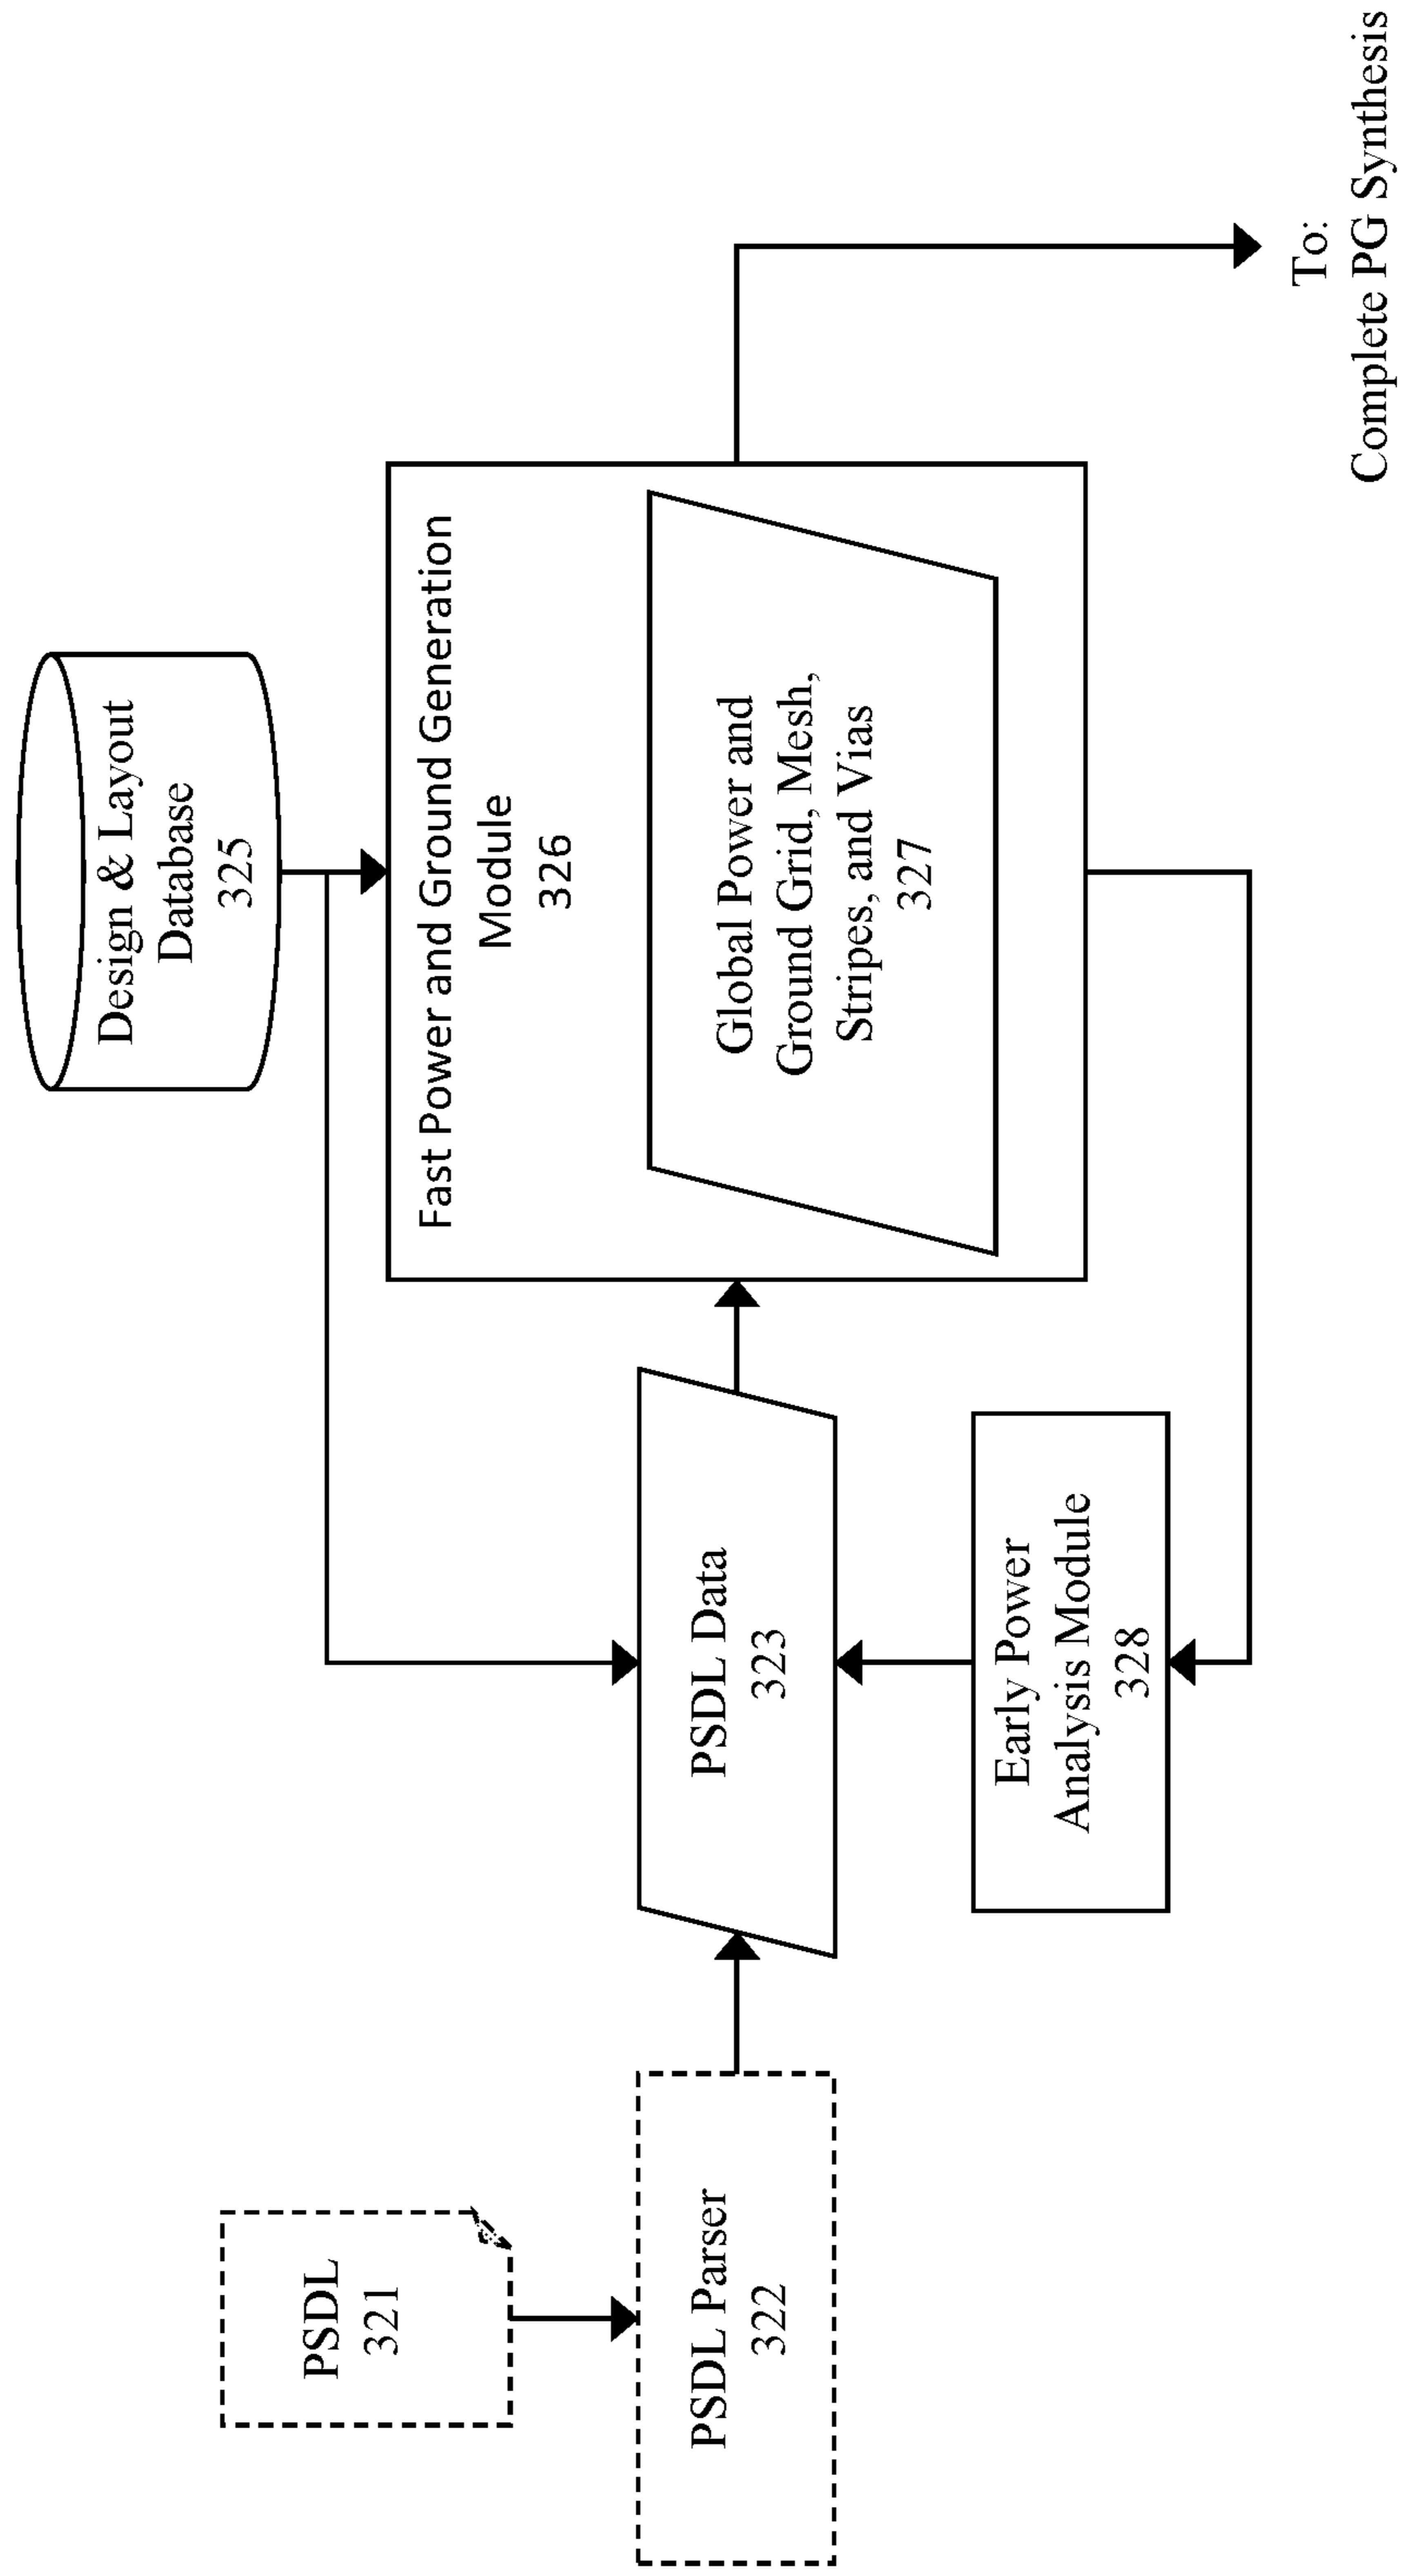 Design & Layout
Database
325
Fast Power and Ground Generation
Module
326
Global Power and
Ground Grid, Mesh,
Stripes, and Vias
327
PSDL
321
PSDL Parser
322
PSDL Data
323
Early Power
Analysis Module
328
To:
Complete PG Synthesis